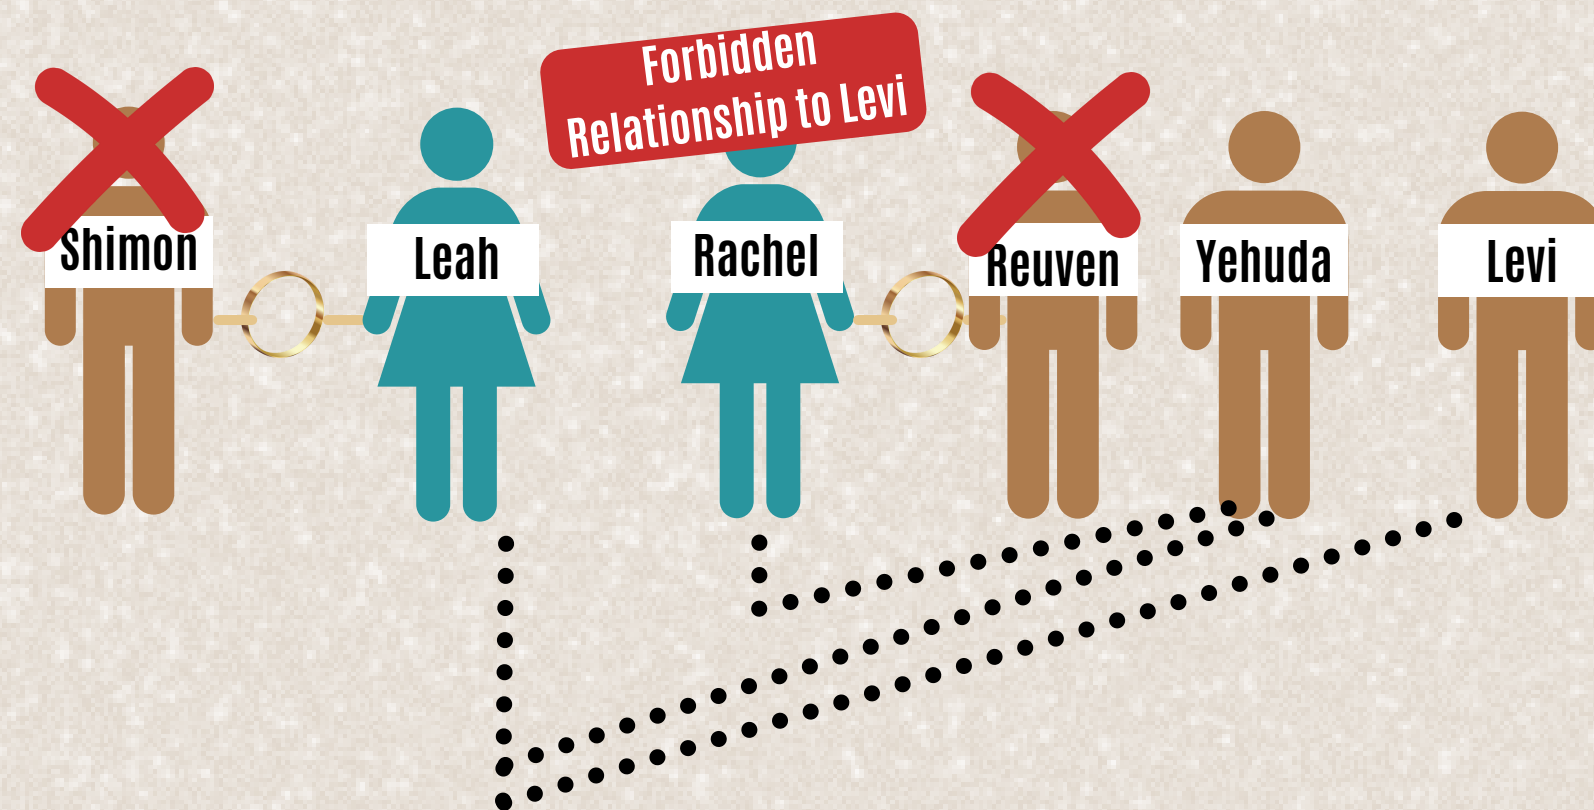 Forbidden
Relationship to Levi
Shimon
Leah
Rachel
Reuven
Yehuda
Levi